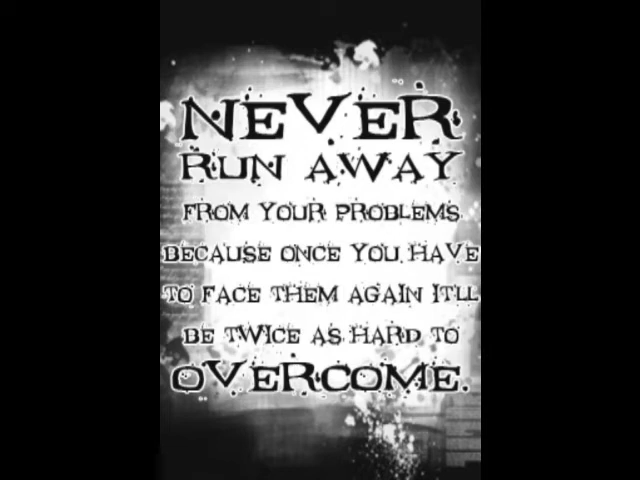 NEVER
RUN AWAY
FROM YOUR PROBLEMS
BECAUSE ONCE YOU HAVE
TO FACE THEM AGAIN IT'LL
BE TWICE AS HARD TO
OVERCOME.